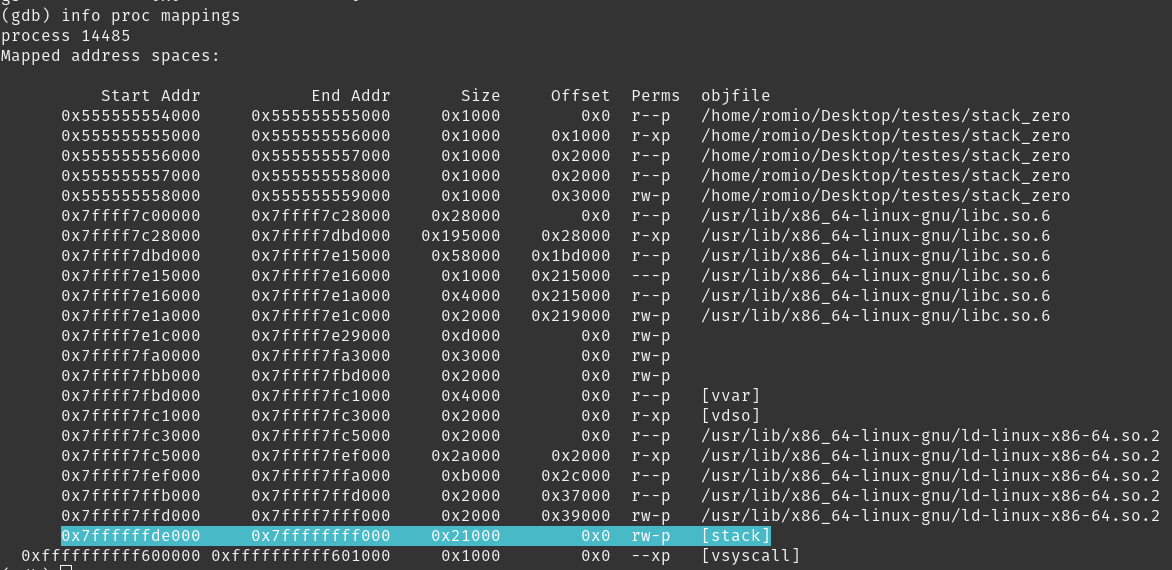 (gdb) info proc mappings
process 14485
Mapped address spaces:
Start Addr End Addr Size Offset Perms objfile
0x555555554000 0x555555555000 0x1000 0x0 r--p /home/romio/Desktop/testes/stack_zero
0x555555555000 0x555555556000 0x1000 0x1000 r-xp /home/romio/Desktop/testes/stack_zero
0x555555556000 0x555555557000 0x1000 0x2000 r--p /home/romio/Desktop/testes/stack_zero
0x555555557000 0x555555558000 0x1000 0x2000 r--p /home/romio/Desktop/testes/stack_zero
0x555555558000 0x555555559000 0x1000 0x3000 rw-p /home/romio/Desktop/testes/stack_zero
0x7ffff7c00000 0x7ffff7c28000 0x28000 0x0 r--p /usr/lib/x86_64-linux-gnu/libc.so.6
0x7ffff7c28000 0x7ffff7dbd000 0x195000 0x28000 r-xp /usr/lib/x86_64-linux-gnu/libc.so.6
0x7ffff7dbd000 0x7ffff7e15000 0x58000 0x1bd000 r--p /usr/lib/x86_64-linux-gnu/libc.so.6
0x7ffff7e15000 0x7ffff7e16000 0x1000 0x215000 ---p /usr/lib/x86_64-linux-gnu/libc.so.6
0x7ffff7e16000 0x7ffff7e1a000 0x4000 0x215000 r--p /usr/lib/x86_64-linux-gnu/libc.so.6
0x7ffff7e1a000 0x7ffff7e1c000 0x2000 0x219000 rw-p /usr/lib/x86_64-linux-gnu/libc.so.6
0x7ffff7e1c000 0x7ffff7e29000 0xd000 0x0 rw-p
0x7ffff7fa0000 0x7ffff7fa3000 0x3000 0x0 rw-p
0x7ffff7fbb000 0x7ffff7fbd000 0x2000 0x0 rw-p
0x7ffff7fbd000 0x7ffff7fc1000 0x4000 0x0 r--p [vvar]
0x7ffff7fc1000 0x7ffff7fc3000 0x2000 0x0 r-xp [vdso]
0x7ffff7fc3000 0x7ffff7fc5000 0x2000 0x0 r--p /usr/lib/x86_64-linux-gnu/ld-linux-x86-64.so.2
0x7ffff7fc5000 0x7ffff7fef000 0x2a000 0x2000 r-xp /usr/lib/x86_64-linux-gnu/ld-linux-x86-64.so.2
0x7ffff7fef000 0x7ffff7ffa000 0xb000 0x2c000 r--p /usr/lib/x86_64-linux-gnu/ld-linux-x86-64.so.2
0x7ffff7ffb000 0x7ffff7ffd000 0x2000 0x37000 r--p /usr/lib/x86_64-linux-gnu/ld-linux-x86-64.so.2
0x7ffff7ffd000 0x7ffff7fff000 0x2000 0x39000 rw-p /usr/lib/x86_64-linux-gnu/ld-linux-x86-64.so.2
0x7ffffffde000 0x7ffffffff000 0x21000 0x0 rw-p [stack]
0xffffffffff600000 0xffffffffff601000 0x1000 0x0 --xp [vsyscall]